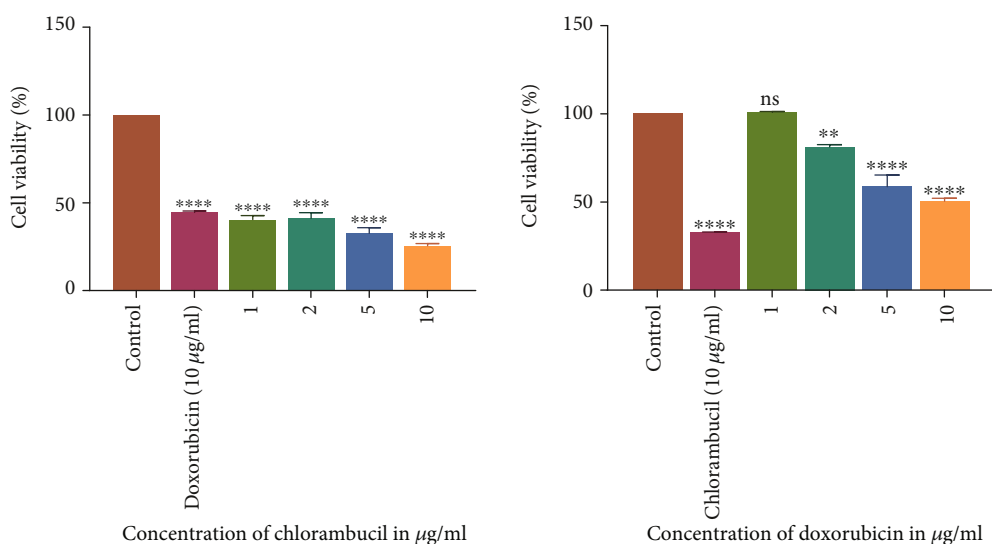 150
100
50
0
Cell viability (%)
****
****
****
****
****
Control
Doxorubicin (10 μg/ml)
1
2
5
10
Concentration of chlorambucil in μg/ml
150
100
50
0
Cell viability (%)
****
ns
**
****
****
Control
Chlorambucil (10 μg/ml)
1
2
5
10
Concentration of doxorubicin in μg/ml